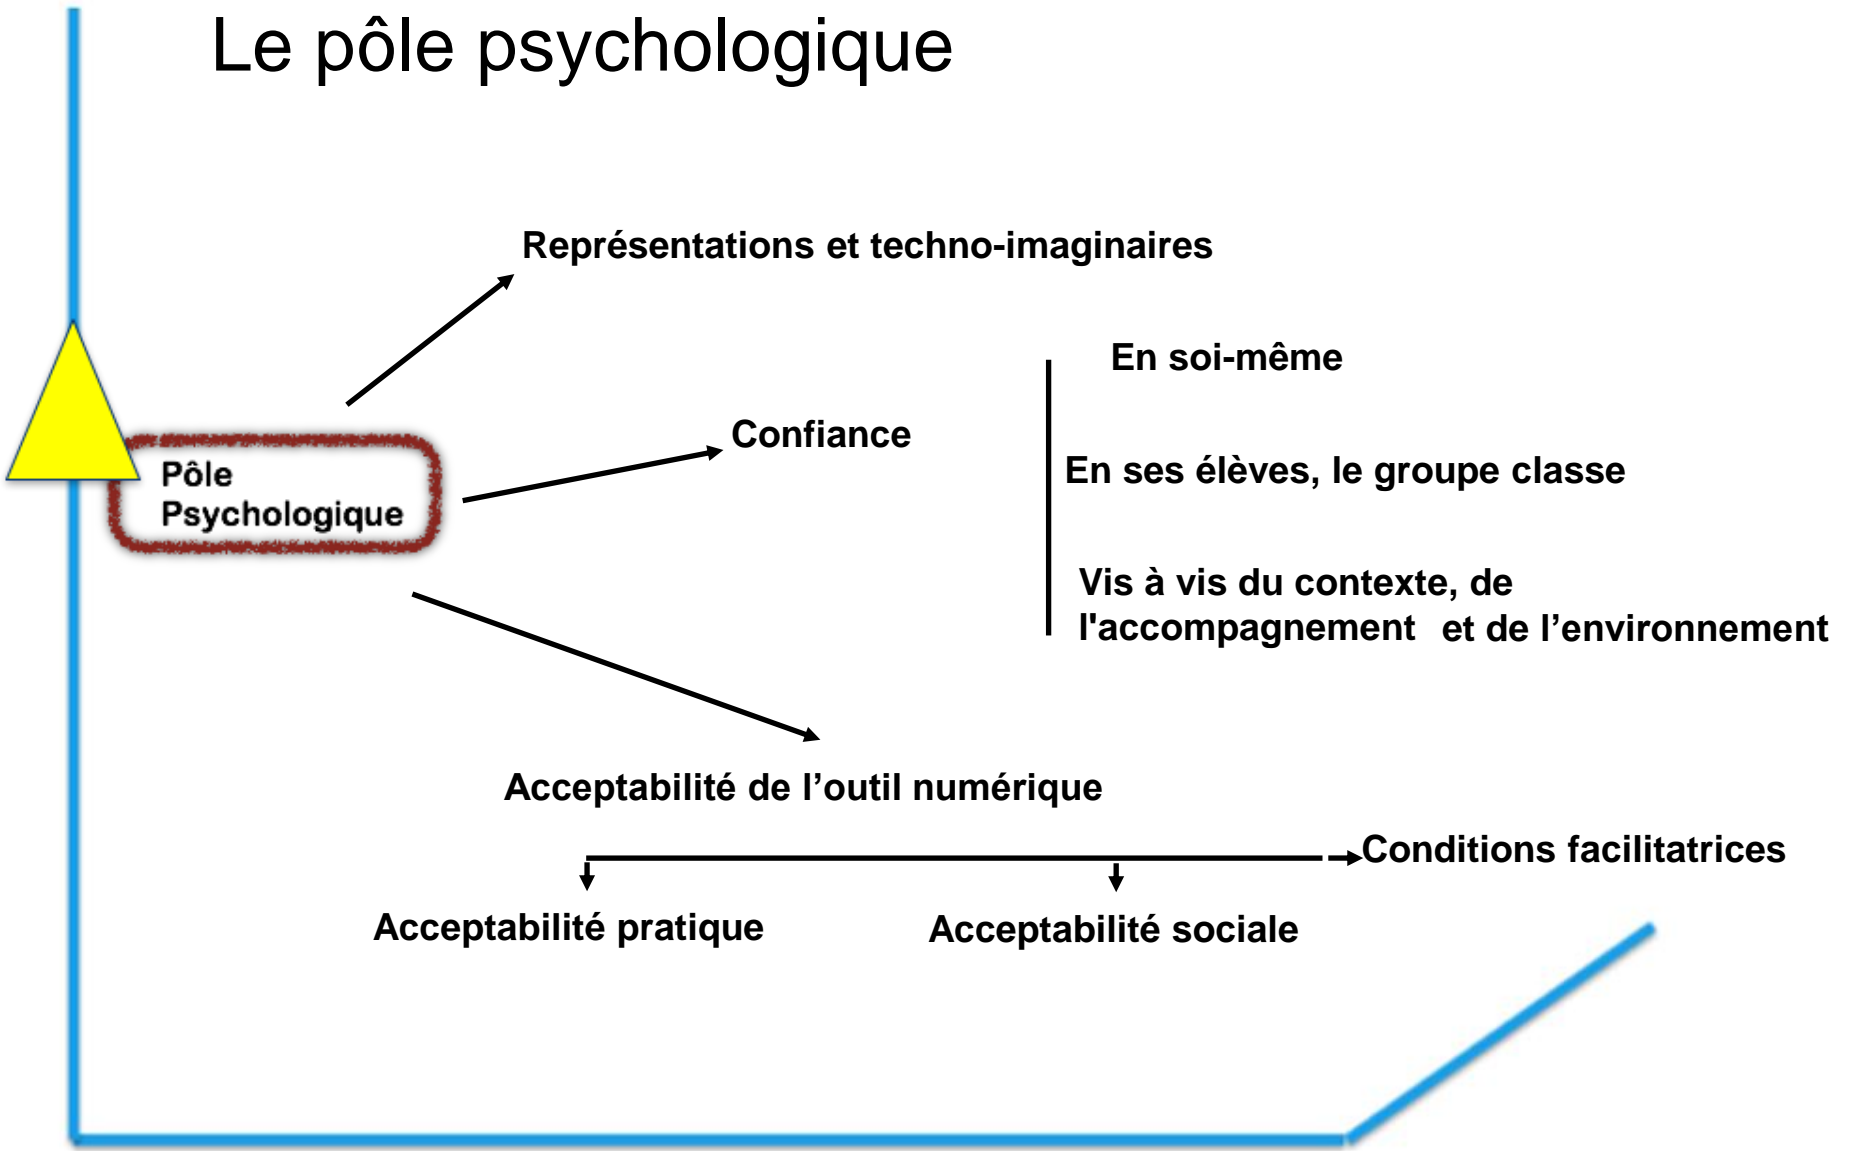 Le pôle psychologique
Représentations et techno-imaginaires
En soi-même
Confiance
Pôle
Psychologique
En ses élèves, le groupe classe
Vis à vis du contexte, de
l'accompagnement et de l’environnement
Acceptabilité de l’outil numérique
Conditions facilitatrices
Acceptabilité pratique
Acceptabilité sociale